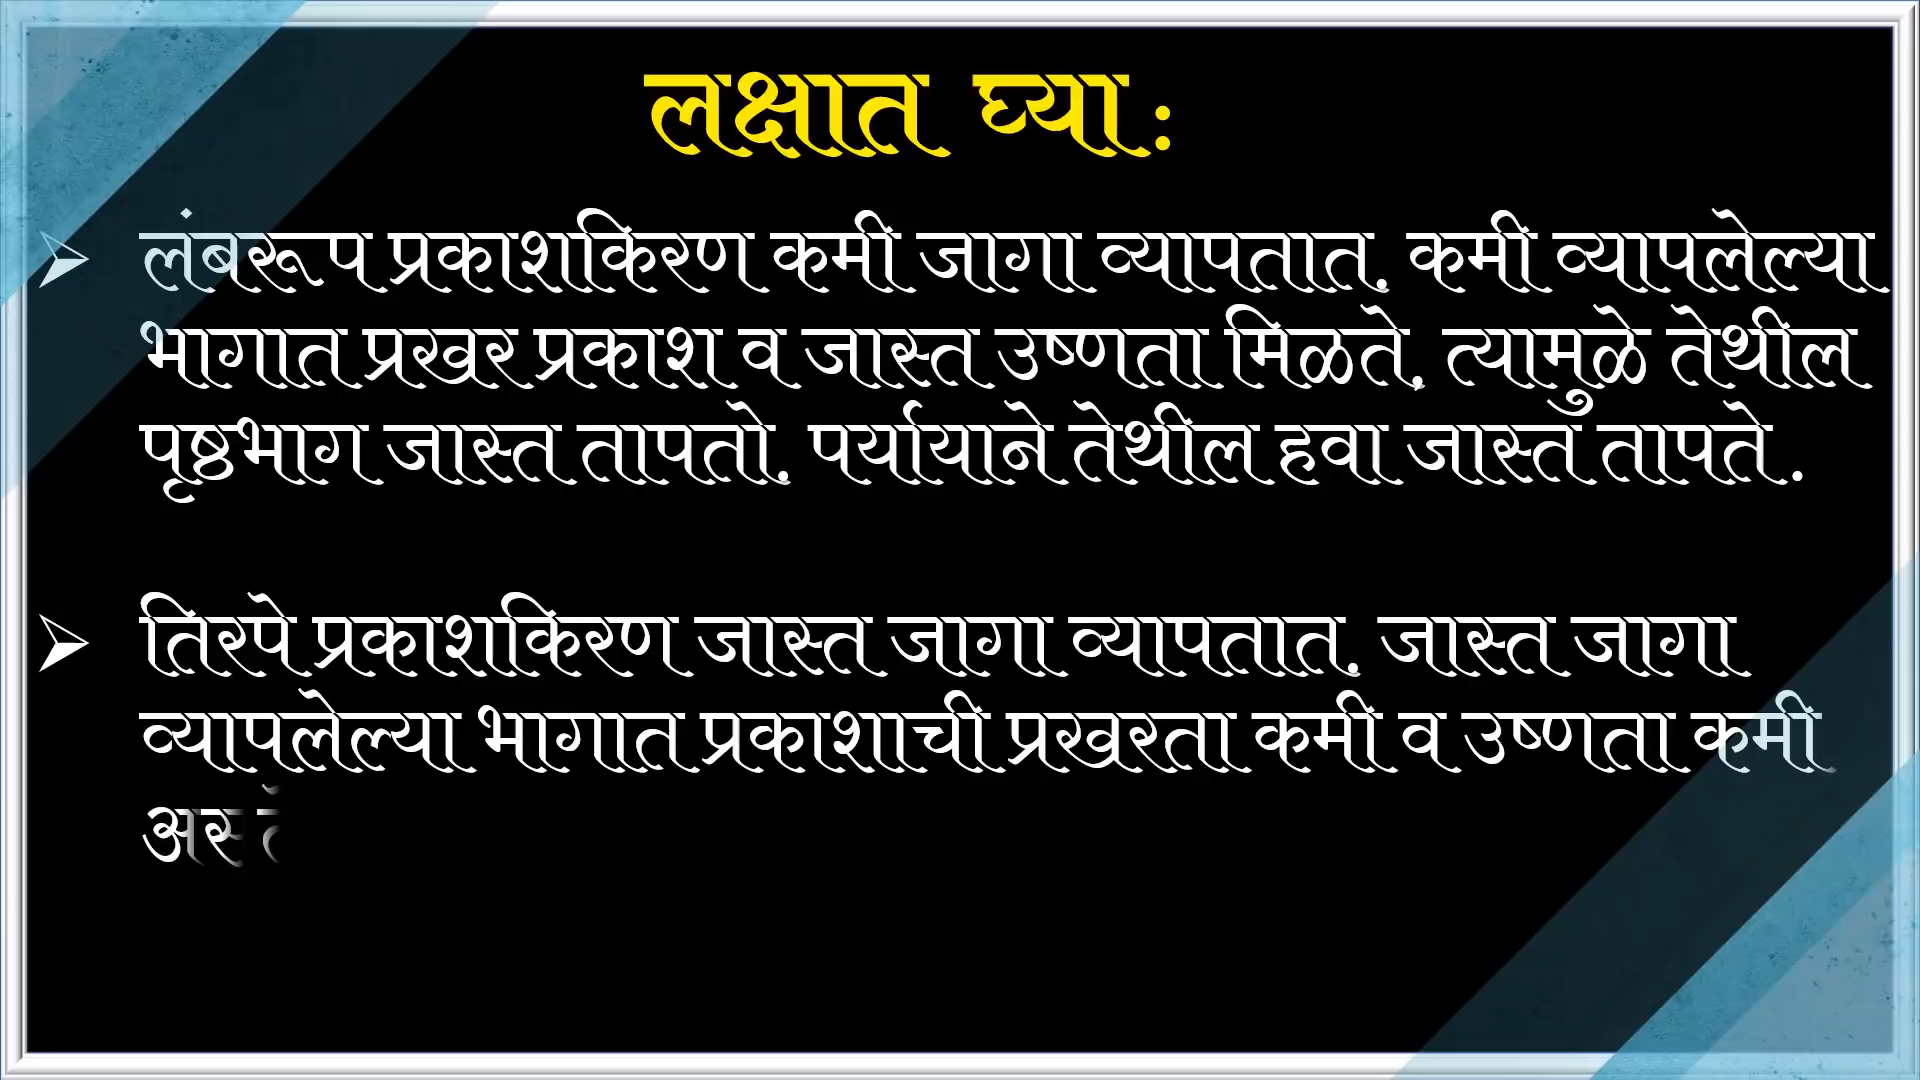 लक्षात घ्या:
➢ लंबरूप प्रकाशकिरण कमी जागा व्यापतात. कमी व्यापलेल्या
भागात प्रखर प्रकाश व जास्त उष्णता मिळते, त्यामुळे तेथील
पृष्ठभाग जास्त तापतो. पर्यायाने तेथील हवा जास्त तापते.
➢ तिरपे प्रकाशकिरण जास्त जागा व्यापतात. जास्त जागा
व्यापलेल्या भागात प्रकाशाची प्रखरता कमी व उष्णता कमी